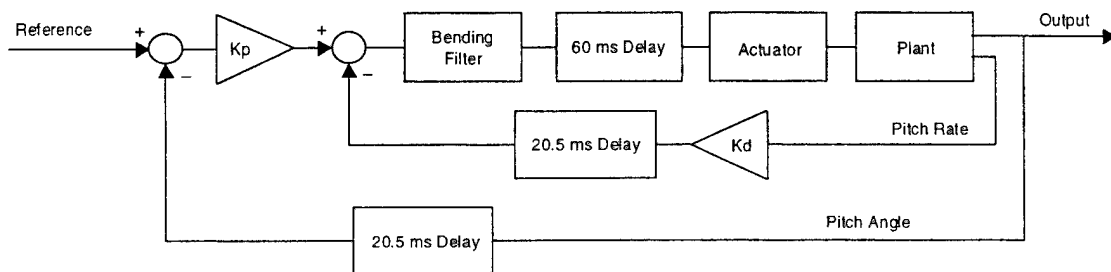 Reference
+
−
Kp
+
−
Bending
Filter
60 ms Delay
Actuator
Plant
Output
20.5 ms Delay
Kd
Pitch Rate
20.5 ms Delay
Pitch Angle